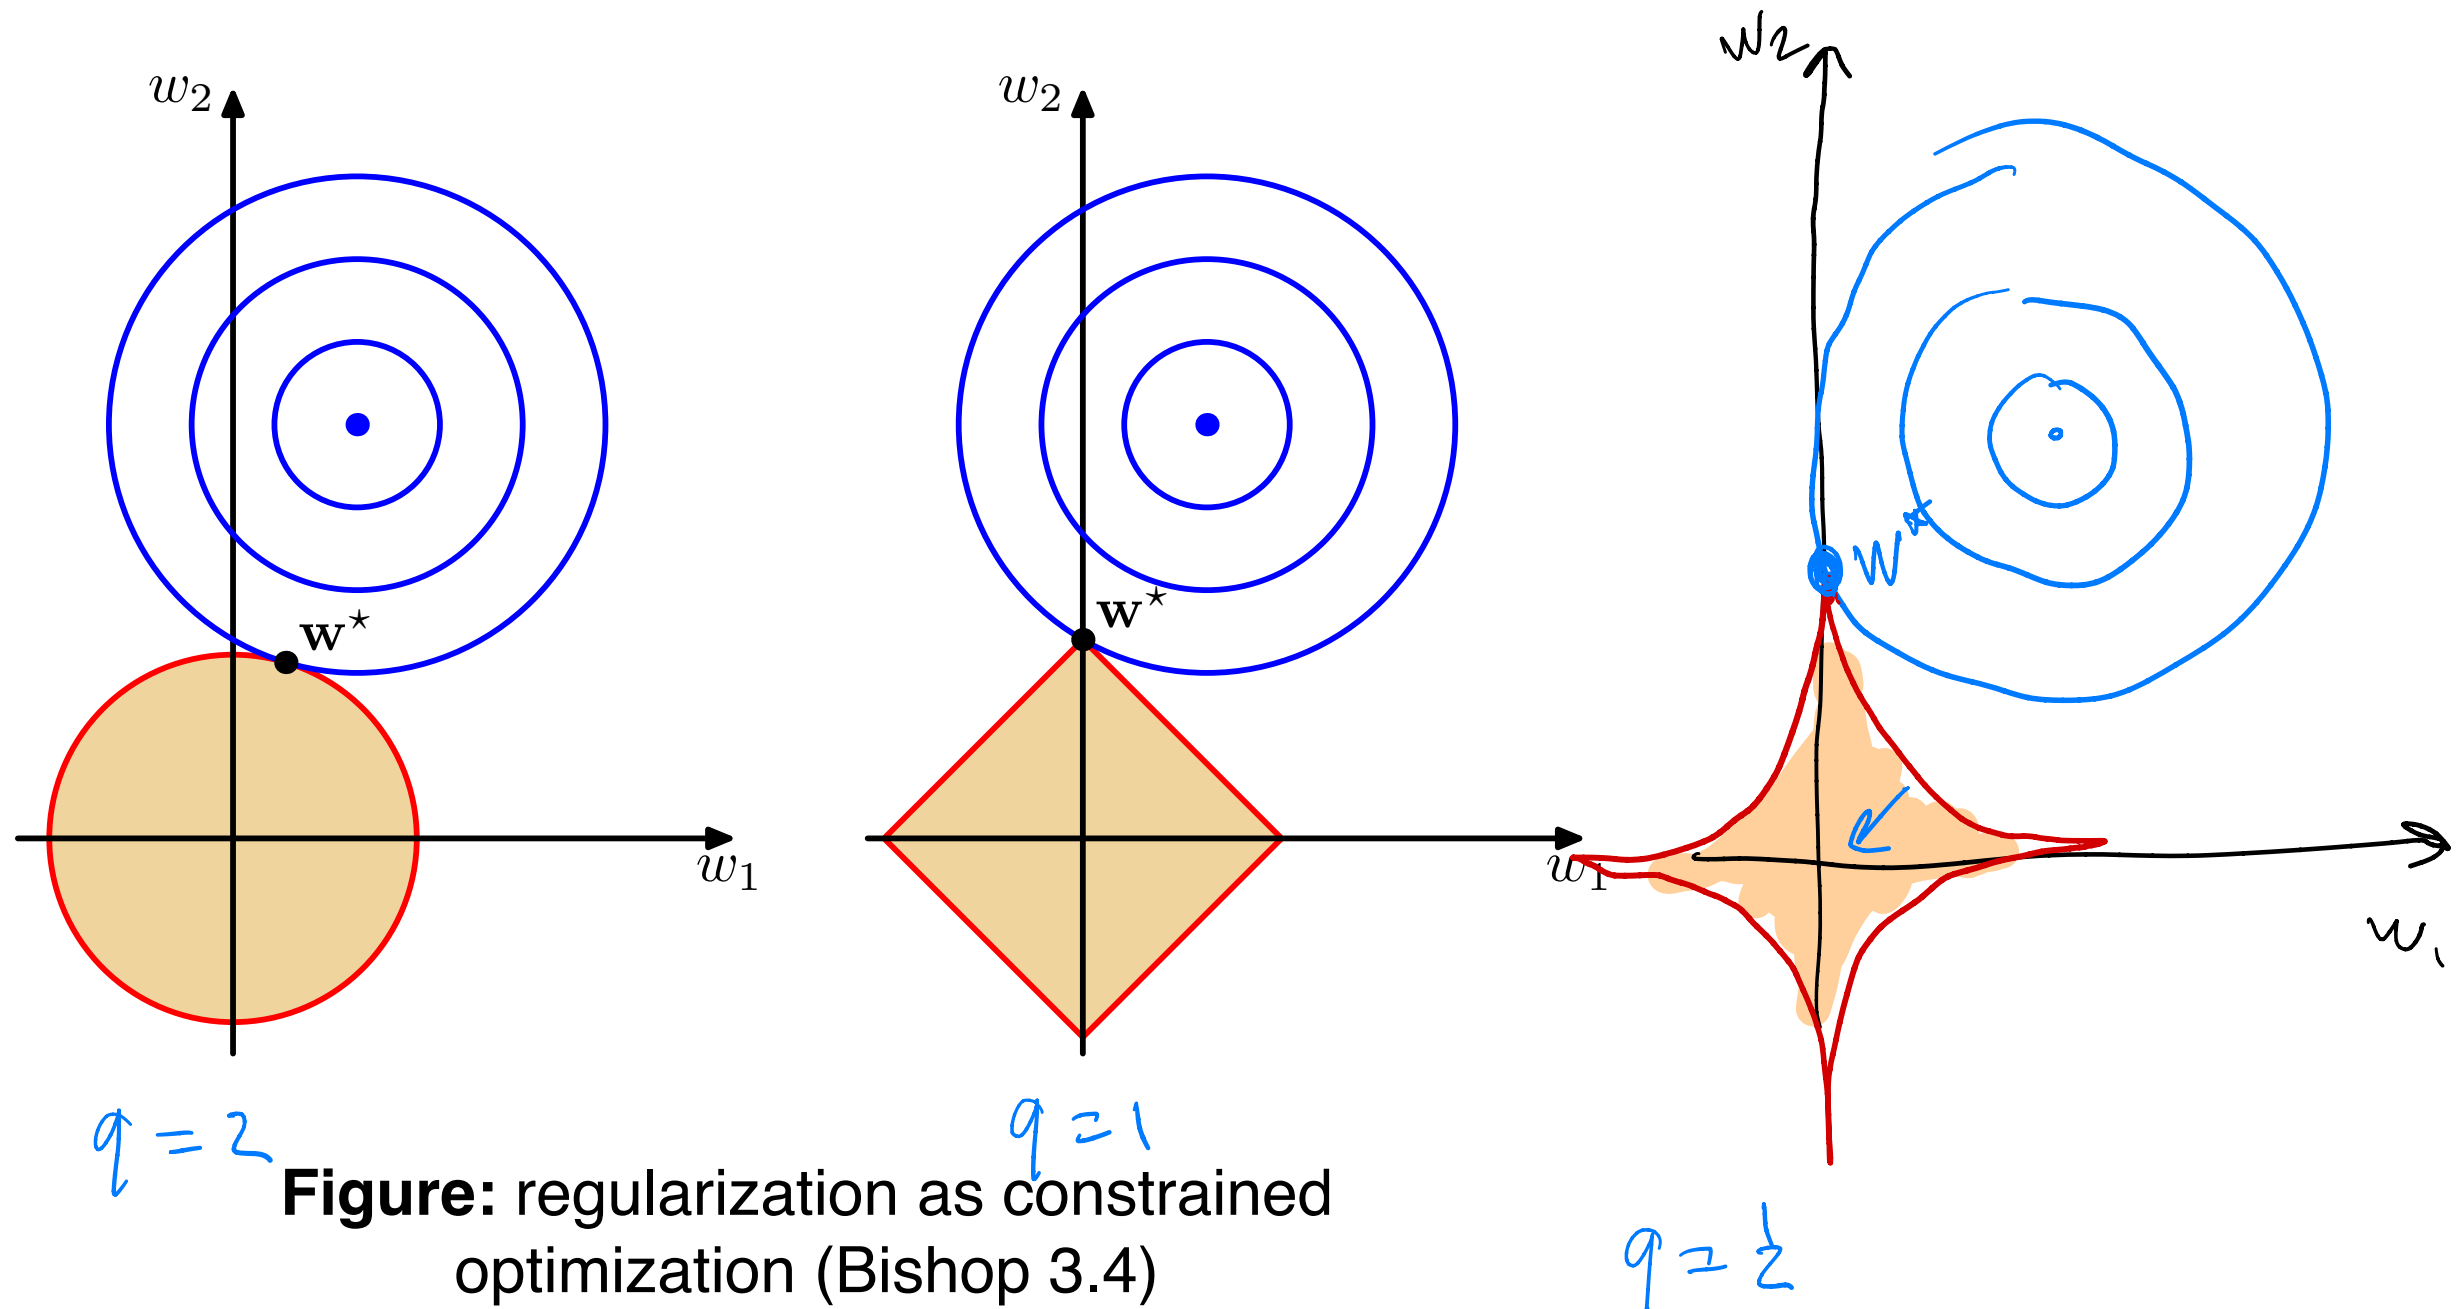 w₂
w₂
w₂
w*
w*
w*
w₁
w₁
w₁
q = 2
q = 1
Figure: regularization as constrained
optimization (Bishop 3.4)
q = ½